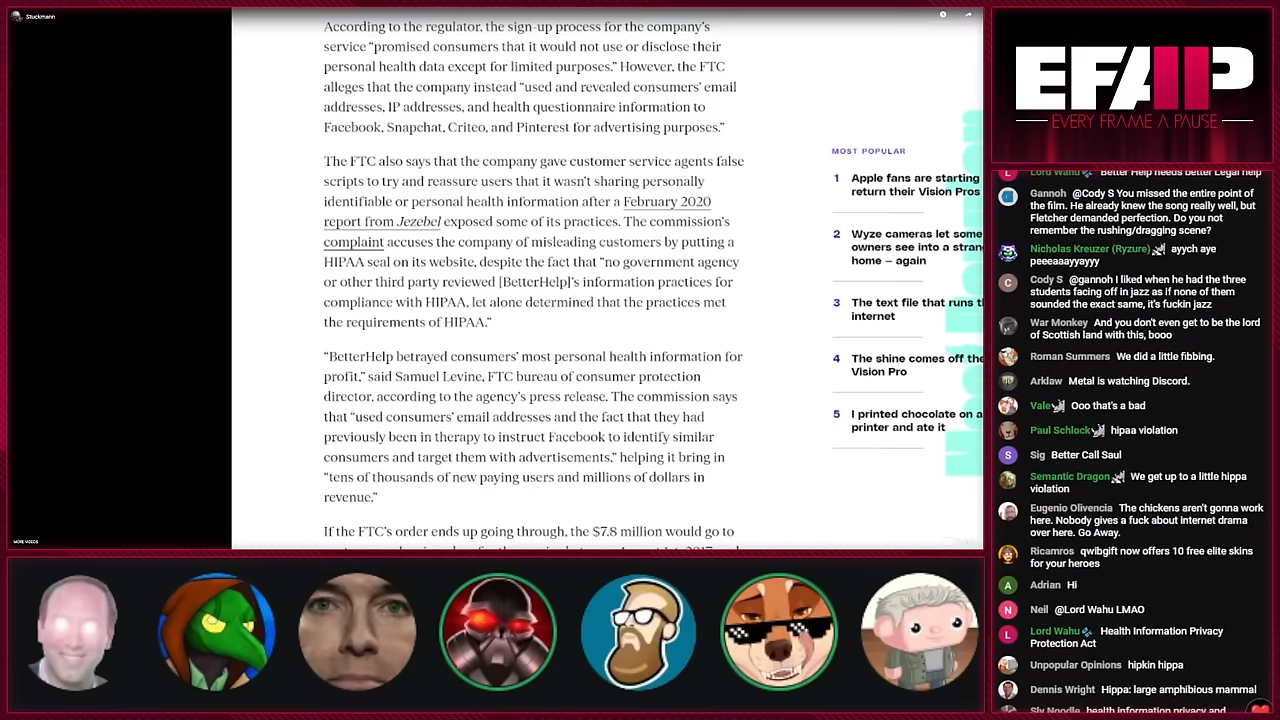 Stuckmann
According to the regulator, the sign-up process for the company's
service “promised consumers that it would not use or disclose their
personal health data except for limited purposes.” However, the FTC
alleges that the company instead “used and revealed consumers' email
addresses, IP addresses, and health questionnaire information to
Facebook, Snapchat, Criteo, and Pinterest for advertising purposes.”
The FTC also says that the company gave customer service agents false
scripts to try and reassure users that it wasn't sharing personally
identifiable or personal health information after a February 2020
report from Jezebel exposed some of its practices. The commission's
complaint accuses the company of misleading customers by putting a
HIPAA seal on its website, despite the fact that “no government agency
or other third party reviewed [BetterHelp]'s information practices for
compliance with HIPAA, let alone determined that the practices met
the requirements of HIPAA.”
“BetterHelp betrayed consumers' most personal health information for
profit,” said Samuel Levine, FTC bureau of consumer protection
director, according to the agency's press release. The commission says
that “used consumers' email addresses and the fact that they had
previously been in therapy to instruct Facebook to identify similar
consumers and target them with advertisements,” helping it bring in
“tens of thousands of new paying users and millions of dollars in
revenue.”
If the FTC's order ends up going through, the $7.8 million would go to
MORE VIDEOS
MOST POPULAR
1 Apple fans are starting
return their Vision Pros
2 Wyze cameras let some
owners see into a stran
home – again
3 The text file that runs t
internet
4 The shine comes off the
Vision Pro
5 I printed chocolate on a
printer and ate it
EFAP
EVERY FRAME A PAUSE
Lord Wahu Better Help needs better Legal help
Gannoh @Cody S You missed the entire point of
the film. He already knew the song really well, but
Fletcher demanded perfection. Do you not
remember the rushing/dragging scene?
Nicholas Kreuzer (Ryzure) ayych aye
peeeaaayyayyy
Cody S @gannoh I liked when he had the three
students facing off in jazz as if none of them
sounded the exact same, it's fuckin jazz
War Monkey And you don't even get to be the lord
of Scottish land with this, booo
Roman Summers We did a little fibbing.
Arklaw Metal is watching Discord.
Vale Ooo that's a bad
Paul Schlock hipaa violation
Sig Better Call Saul
Semantic Dragon We get up to a little hippa
violation
Eugenio Olivencia The chickens aren't gonna work
here. Nobody gives a fuck about internet drama
over here. Go Away.
Ricamros qwibgift now offers 10 free elite skins
for your heroes
Adrian Hi
Neil @Lord Wahu LMAO
Lord Wahu Health Information Privacy
Protection Act
Unpopular Opinions hipkin hippa
Dennis Wright Hippa: large amphibious mammal
Sly Noodle health information privacy and